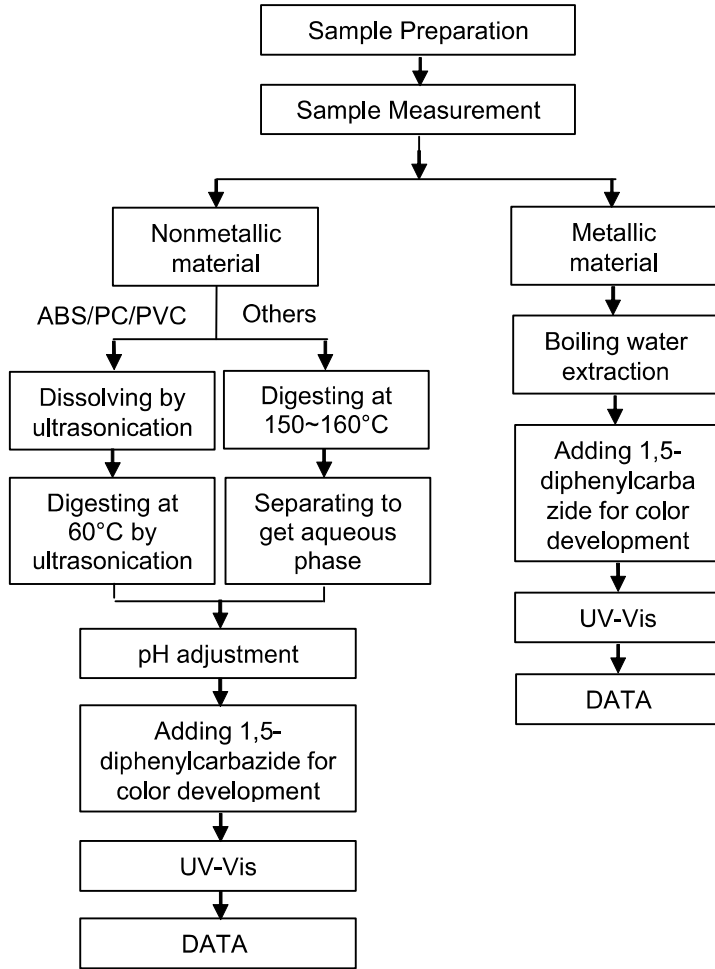 Sample Preparation
Sample Measurement
Nonmetallic
material
ABS/PC/PVC
Others
Dissolving by
ultrasonication
Digesting at
150~160°C
Digesting at
60°C by
ultrasonication
Separating to
get aqueous
phase
pH adjustment
Adding 1,5-
diphenylcarbazide for
color development
UV-Vis
DATA
Metallic
material
Boiling water
extraction
Adding 1,5-
diphenylcarba
zide for color
development
UV-Vis
DATA